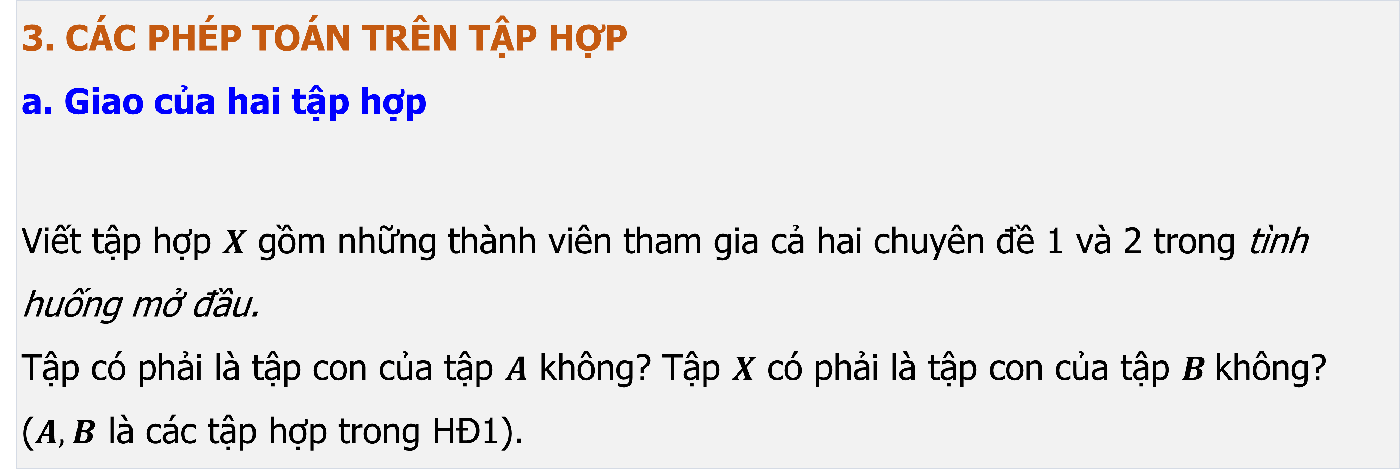 3. CÁC PHÉP TOÁN TRÊN TẬP HỢP
a. Giao của hai tập hợp
Viết tập hợp X gồm những thành viên tham gia cả hai chuyên đề 1 và 2 trong tình
huống mở đầu.
Tập có phải là tập con của tập A không? Tập X có phải là tập con của tập B không?
(A, B là các tập hợp trong HĐ1).